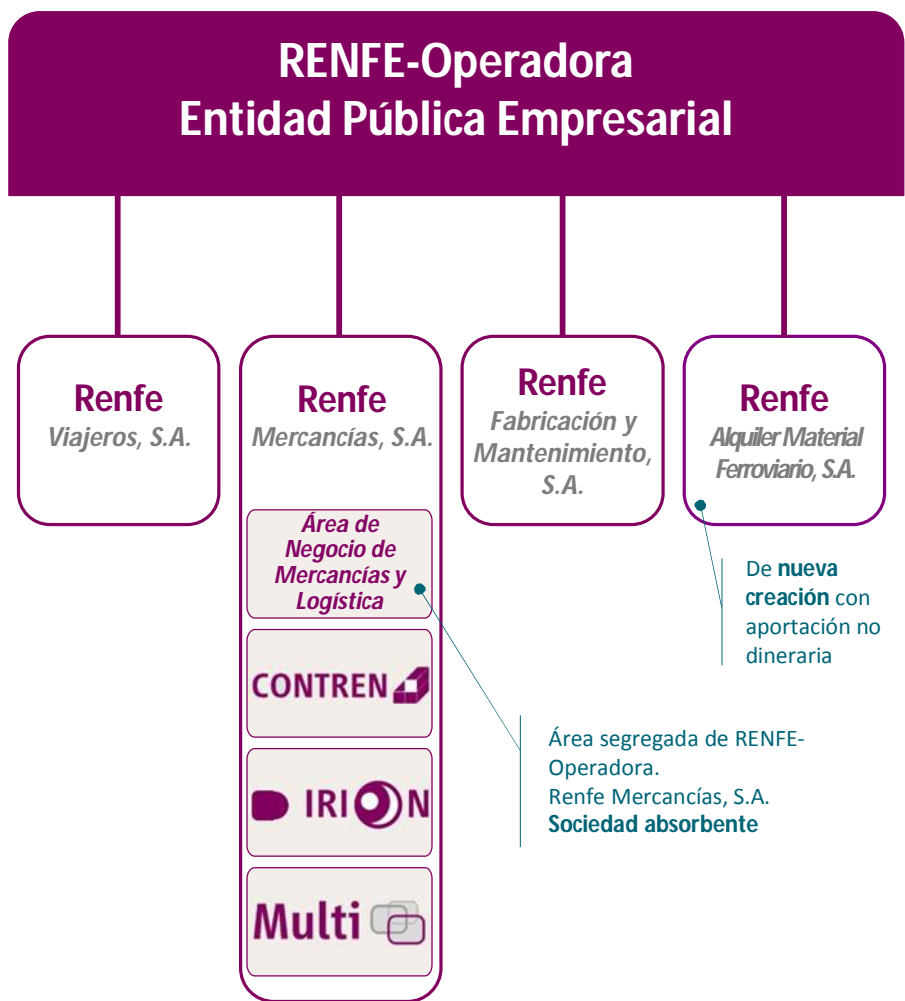 RENFE-Operadora
Entidad Pública Empresarial
Renfe
Viajeros, S.A.
Renfe
Mercancías, S.A.
Área de
Negocio de
Mercancías y
Logística
CONTREN
IRION
Multi
Renfe
Fabricación y
Mantenimiento,
S.A.
Renfe
Alquiler Material
Ferroviario, S.A.
De nueva
creación con
aportación no
dineraria
Área segregada de RENFE-
Operadora.
Renfe Mercancías, S.A.
Sociedad absorbente